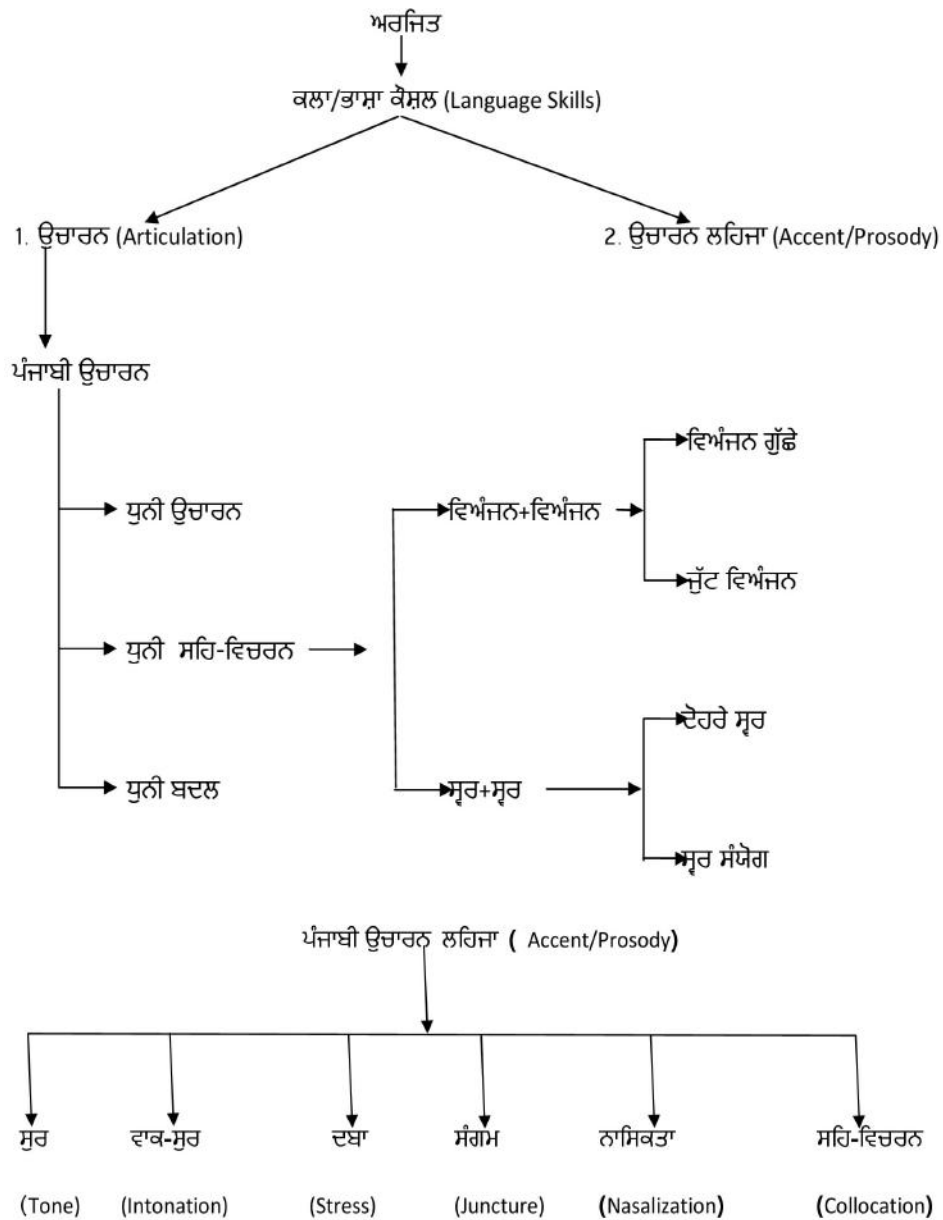 ਅਰਜਿਤ
ਕਲਾ/ਭਾਸ਼ਾ ਕੌਸ਼ਲ (Language Skills)
1. ਉਚਾਰਨ (Articulation)
2. ਉਚਾਰਨ ਲਹਿਜਾ (Accent/Prosody)
ਪੰਜਾਬੀ ਉਚਾਰਨ
ਵਿਅੰਜਨ ਗੁੱਛੇ
ਧੁਨੀ ਉਚਾਰਨ
ਵਿਅੰਜਨ+ਵਿਅੰਜਨ
ਜੁੱਟ ਵਿਅੰਜਨ
ਧੁਨੀ ਸਹਿ-ਵਿਚਰਨ
ਦੋਹਰੇ ਸ੍ਵਰ
ਧੁਨੀ ਬਦਲ
ਸ੍ਵਰ+ਸ੍ਵਰ
ਸ੍ਵਰ ਸੰਯੋਗ
ਪੰਜਾਬੀ ਉਚਾਰਨ ਲਹਿਜਾ ( Accent/Prosody)
ਸੁਰ ਵਾਕ-ਸੁਰ ਦਬਾ ਸੰਗਮ ਨਾਸਿਕਤਾ ਸਹਿ-ਵਿਚਰਨ
(Tone) (Intonation) (Stress) (Juncture) (Nasalization) (Collocation)